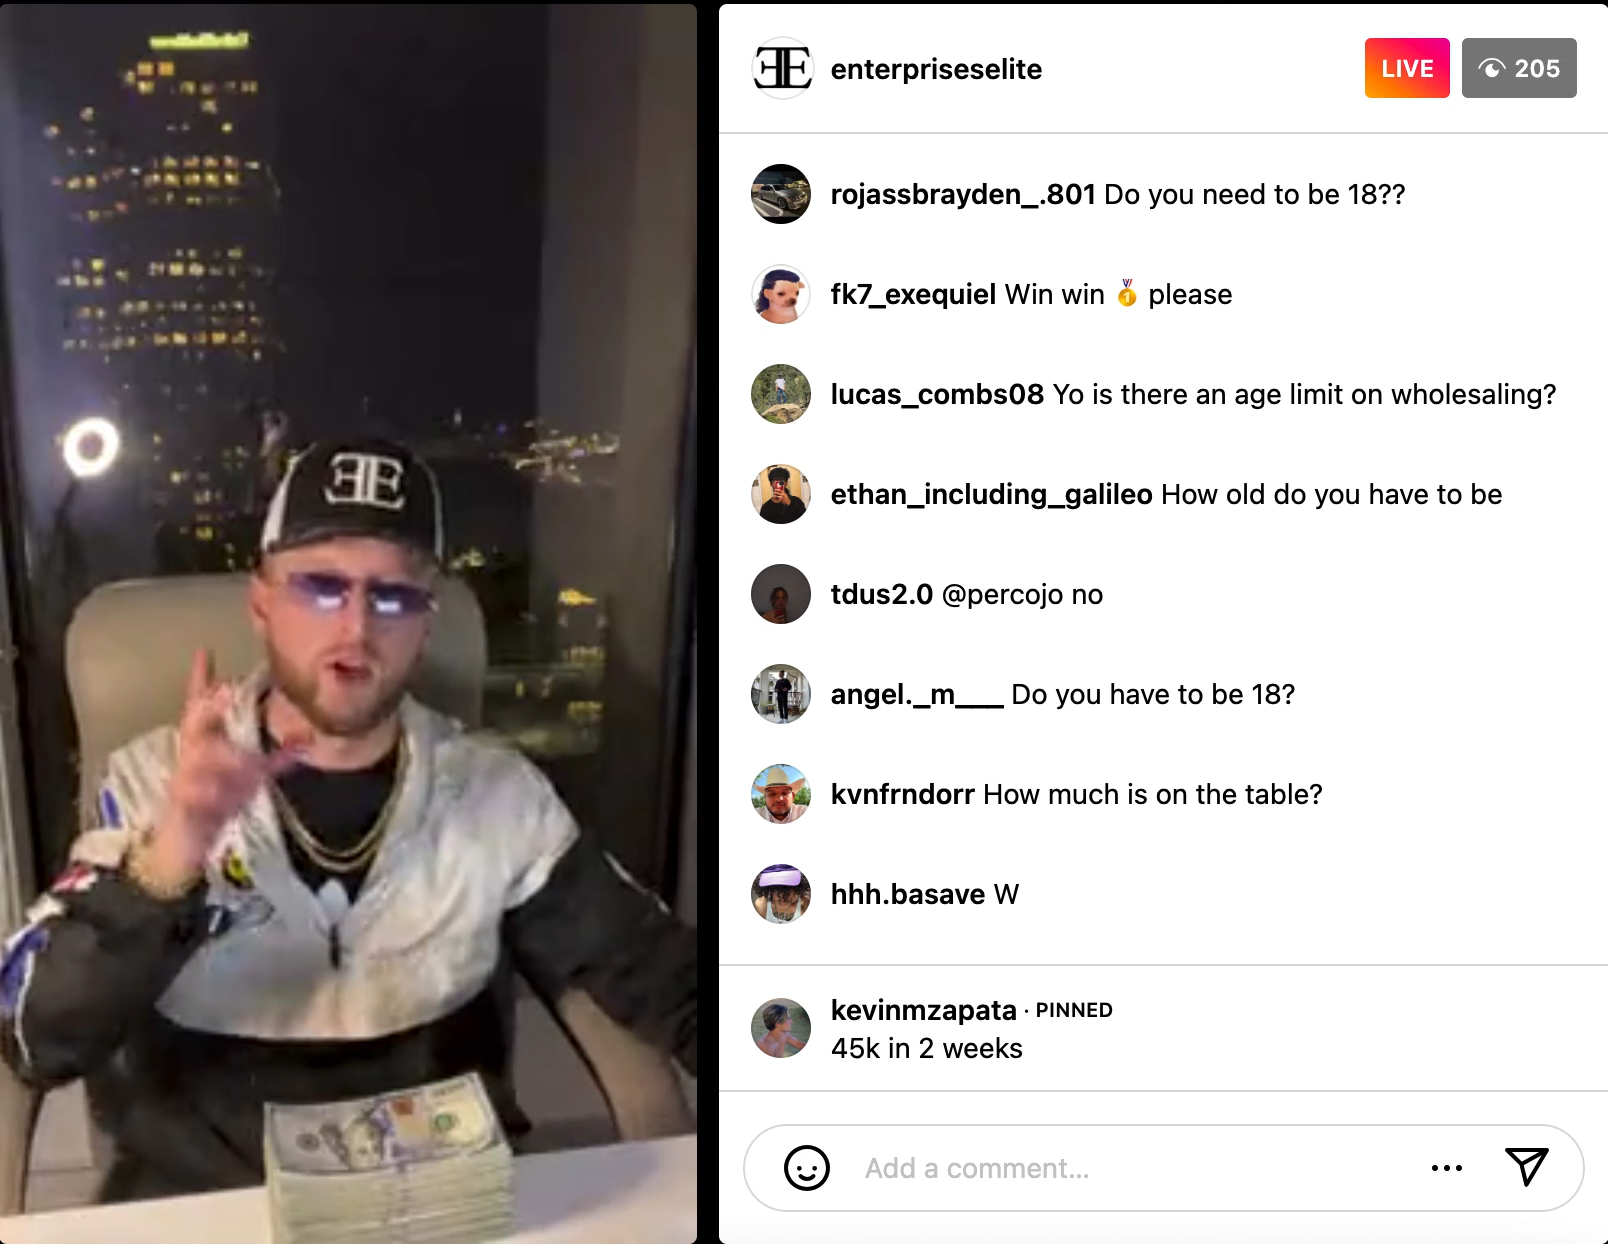 enterpriseselite
LIVE
205
rojassbrayden_.801 Do you need to be 18??
fk7_exequiel Win win 🥇 please
lucas_combs08 Yo is there an age limit on wholesaling?
ethan_including_galileo How old do you have to be
tdus2.0 @percojo no
angel._m___ Do you have to be 18?
kvnfrndorr How much is on the table?
hhh.basave W
kevinmzapata · PINNED
45k in 2 weeks
Add a comment...